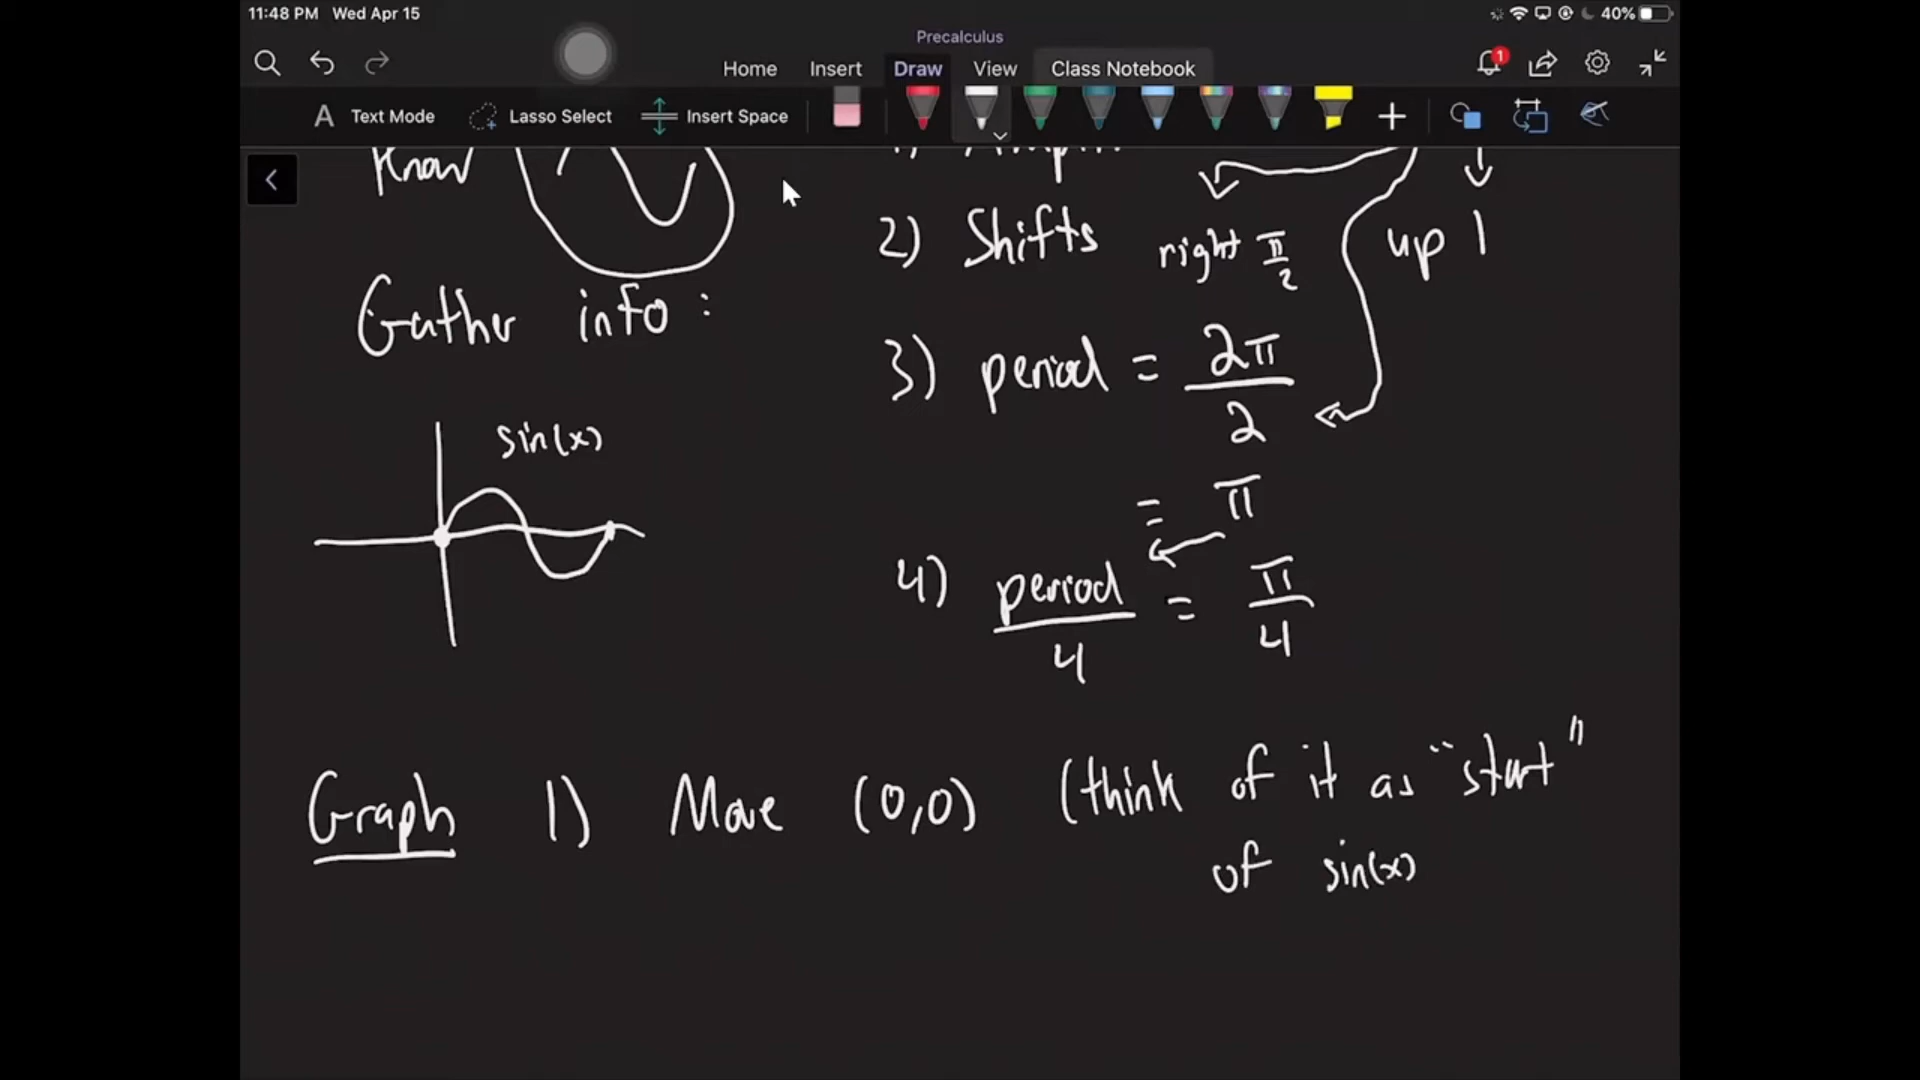 11:48 PM Wed Apr 15
40%
Precalculus
Home Insert Draw View Class Notebook
1
Text Mode Lasso Select Insert Space
Know
1)
2) Shifts right π/2 up 1
Gather info:
3) period = 2π/2
sin(x)
= π
4) period/4 = π/4
Graph 1) Move (0,0) (think of it as "start"
of sin(x)